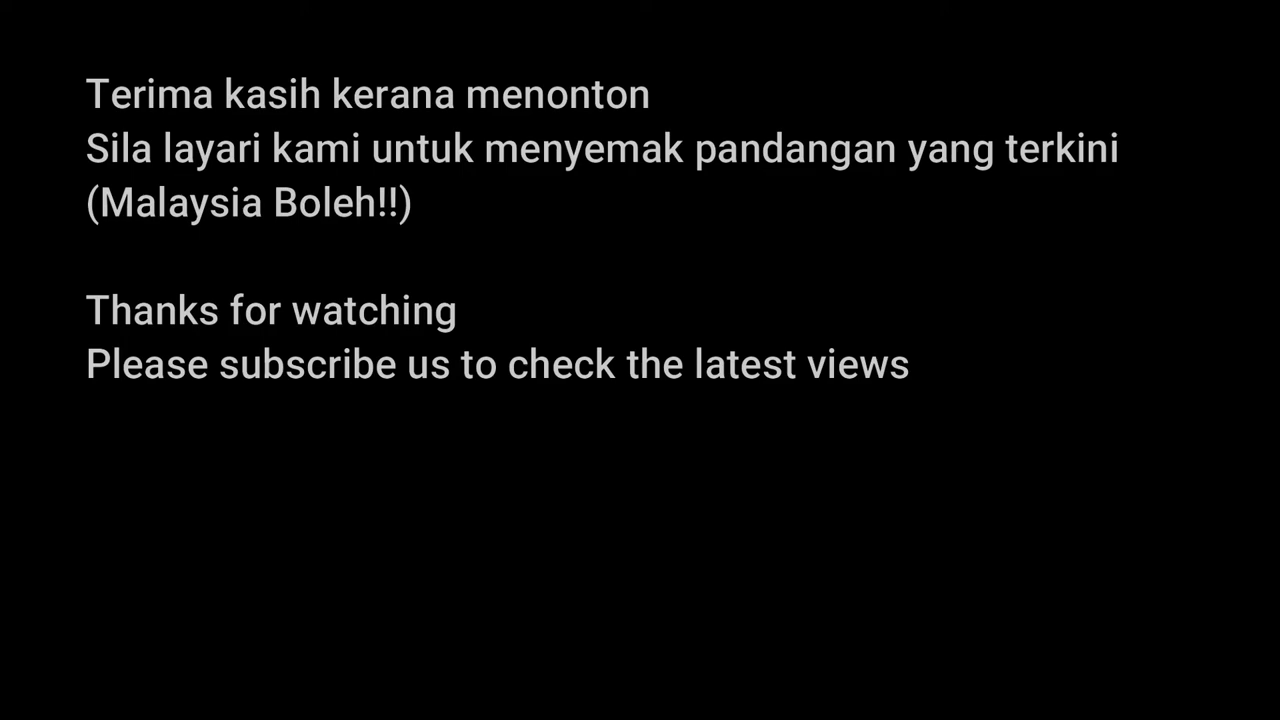 Terima kasih kerana menonton
Sila layari kami untuk menyemak pandangan yang terkini
(Malaysia Boleh!!)
Thanks for watching
Please subscribe us to check the latest views